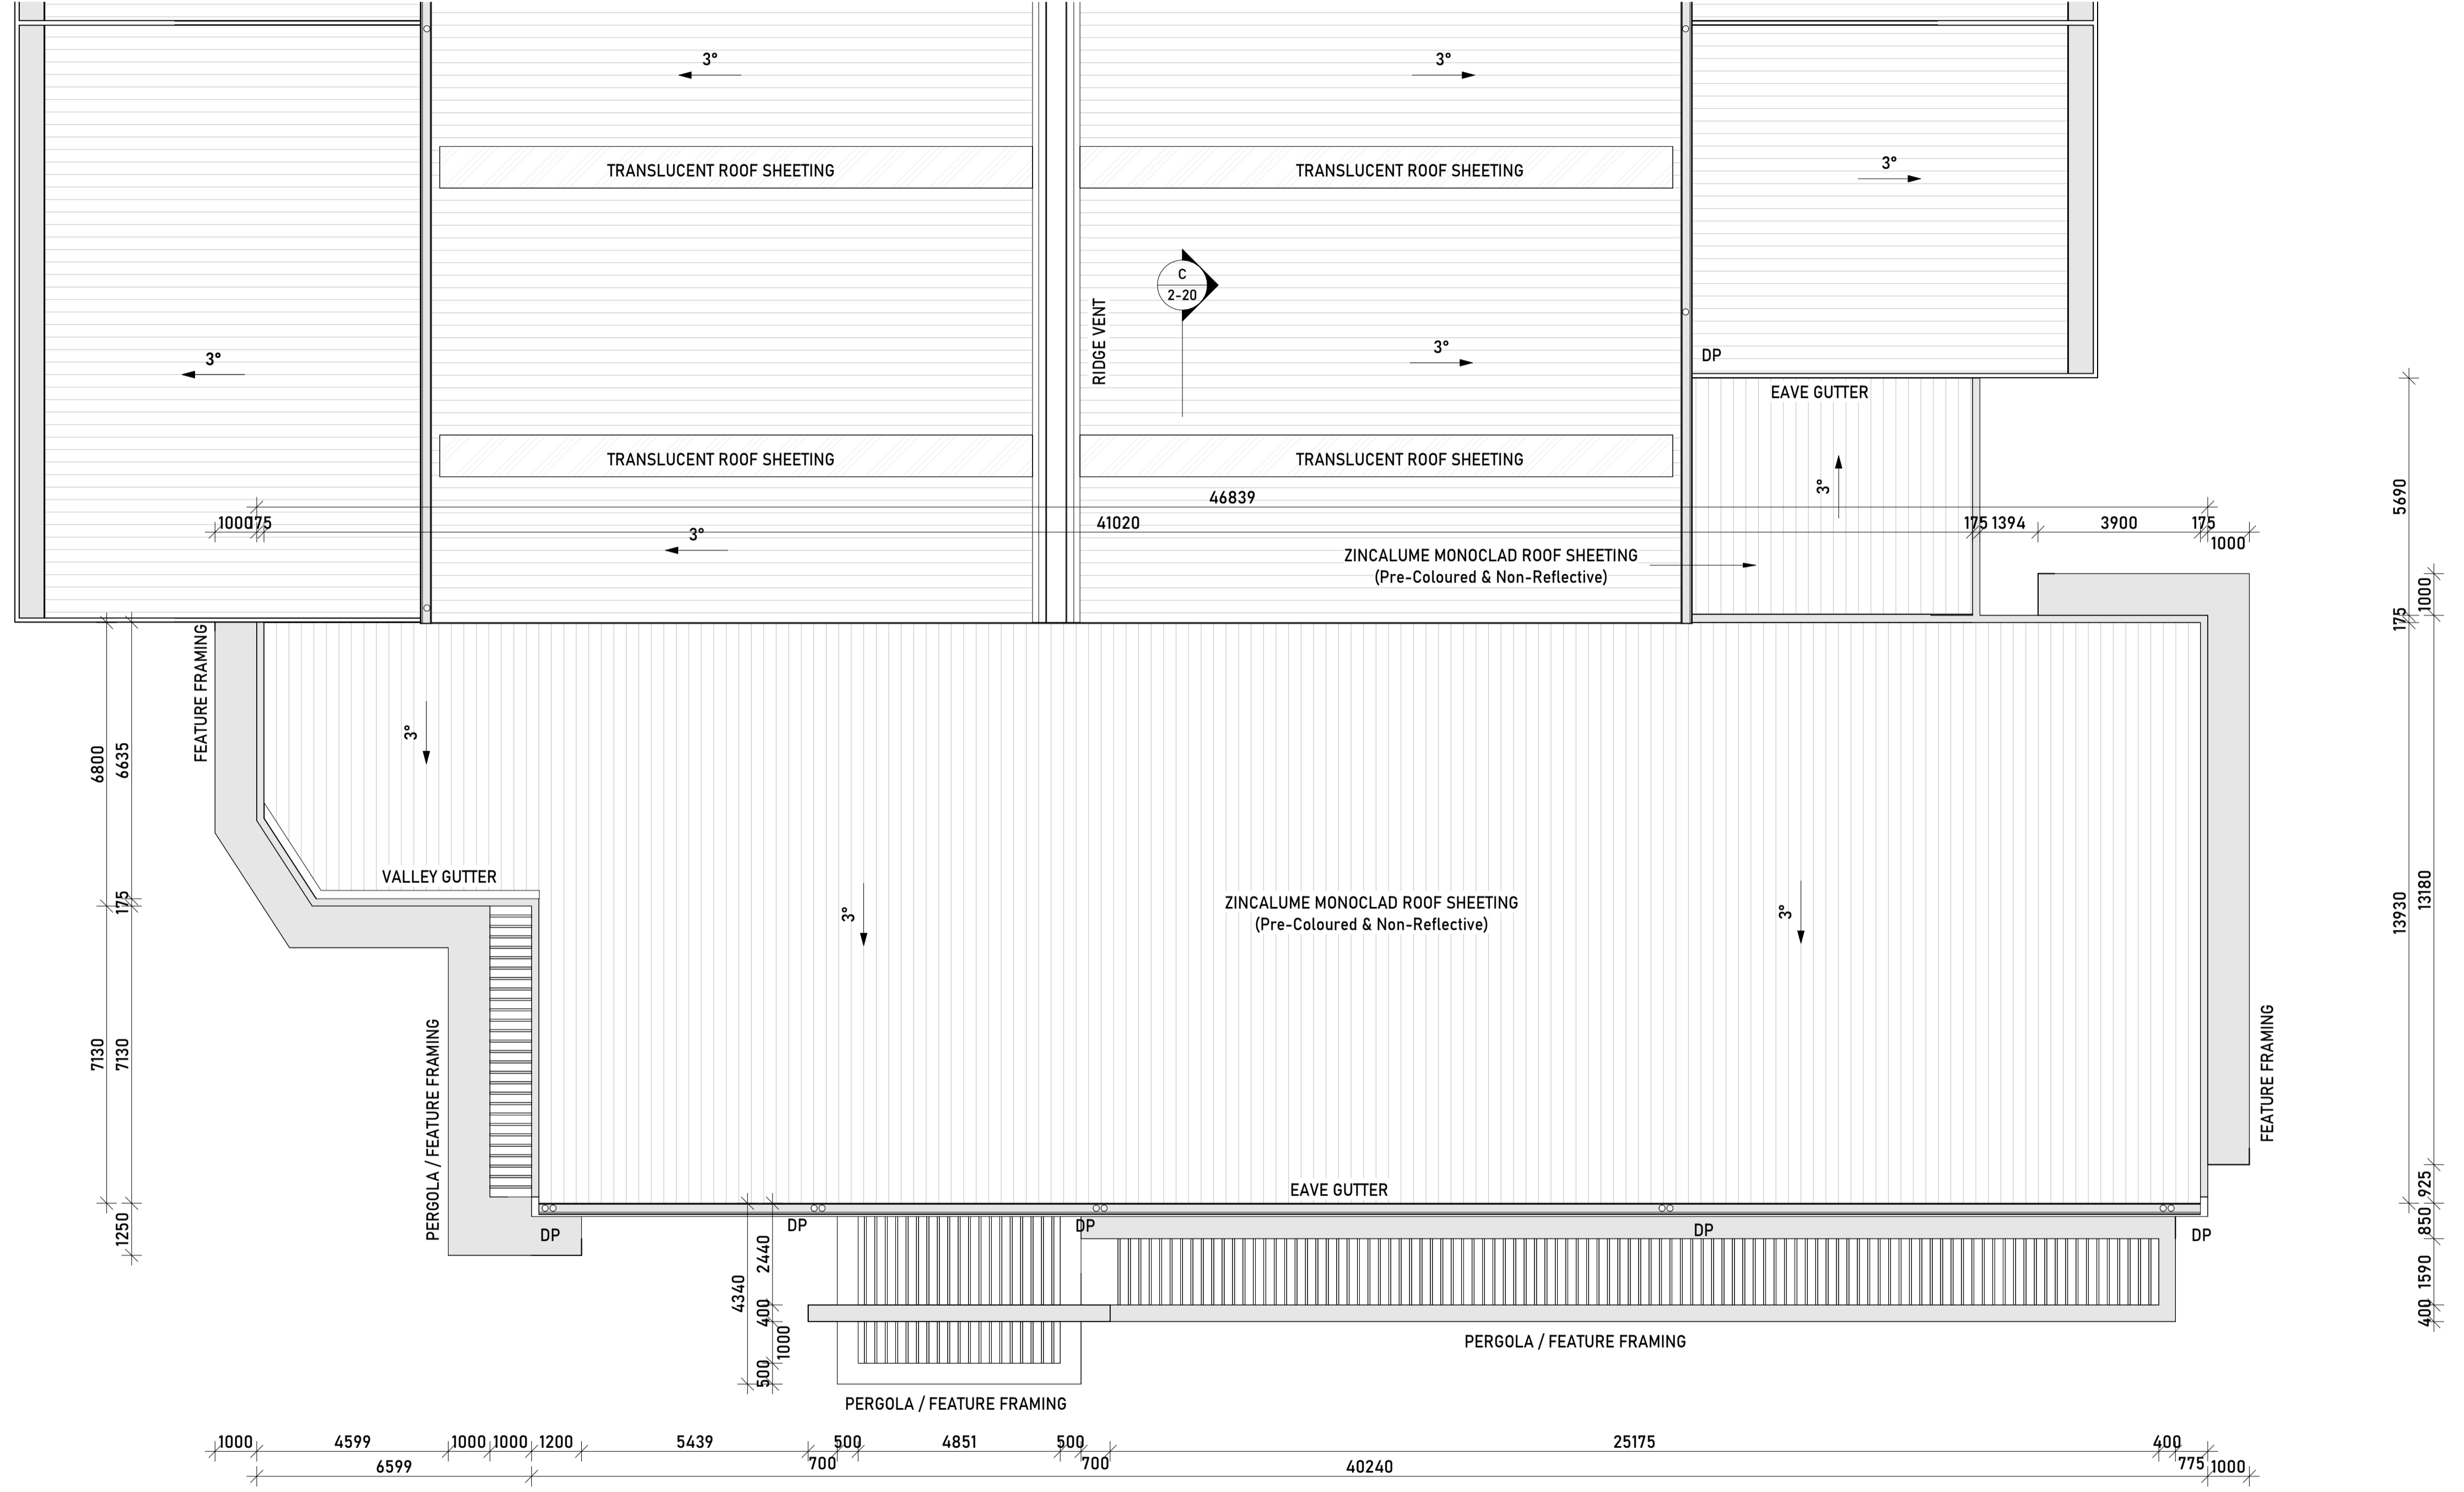 3°
3°
TRANSLUCENT ROOF SHEETING
TRANSLUCENT ROOF SHEETING
3°
C
2-20
RIDGE VENT
3°
3°
DP
EAVE GUTTER
TRANSLUCENT ROOF SHEETING
TRANSLUCENT ROOF SHEETING
3°
46839
1000
175
41020
175
1394
3900
175
1000
3°
ZINCALUME MONOCLAD ROOF SHEETING
(Pre-Coloured & Non-Reflective)
5690
1000
175
FEATURE FRAMING
6800
6635
3°
VALLEY GUTTER
175
3°
ZINCALUME MONOCLAD ROOF SHEETING
(Pre-Coloured & Non-Reflective)
3°
13930
13180
7130
7130
PERGOLA / FEATURE FRAMING
FEATURE FRAMING
925
EAVE GUTTER
1250
DP
DP
DP
DP
DP
850
1590
400
2440
4340
400
1000
500
PERGOLA / FEATURE FRAMING
PERGOLA / FEATURE FRAMING
1000
4599
1000
1000
1200
5439
500
4851
500
25175
400
700
700
775
6599
40240
1000